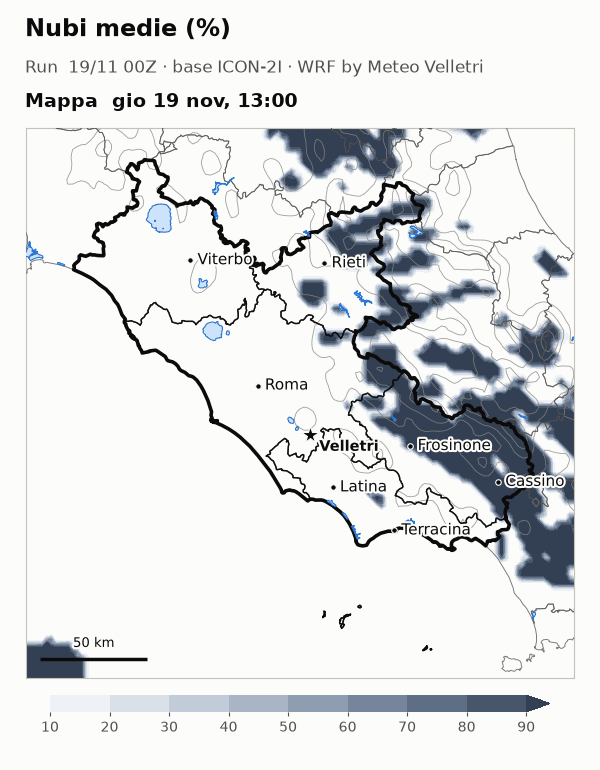 Nubi medie (%)
Run 19/11 00Z · base ICON-2I · WRF by Meteo Velletri
Mappa gio 19 nov, 13:00
Viterbo
Rieti
Roma
Velletri
Frosinone
Cassino
Latina
Terracina
50 km
10 20 30 40 50 60 70 80 90